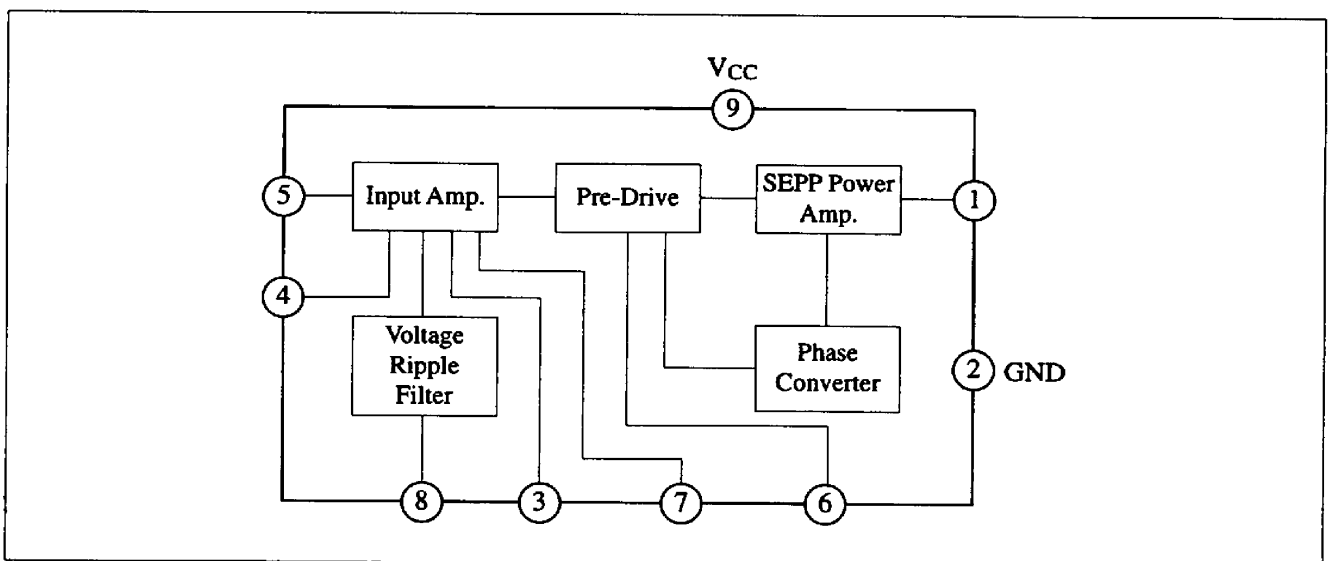 VCC
9
5
Input Amp.
Pre-Drive
SEPP Power
Amp.
1
4
Voltage
Ripple
Filter
Phase
Converter
2
GND
8
3
7
6